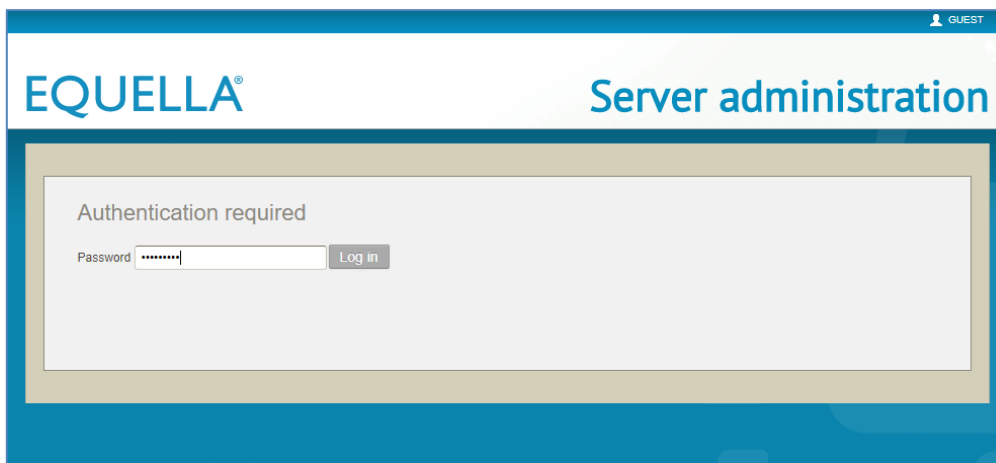 GUEST
EQUELLA® Server administration
Authentication required
Password ••••••••• Log in